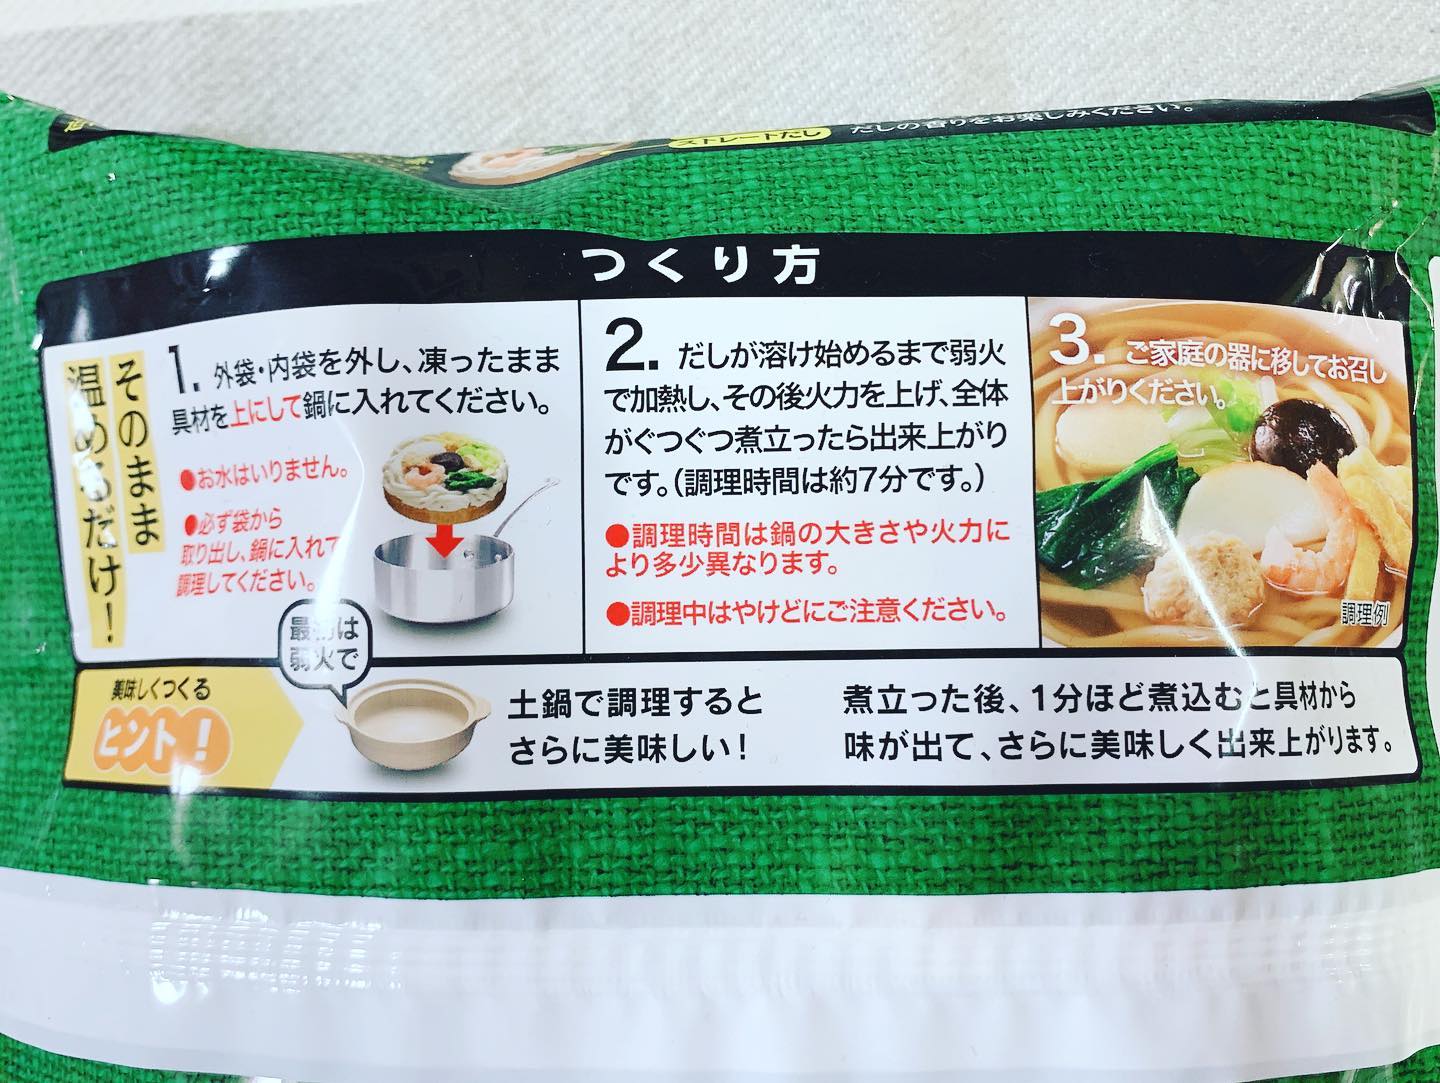 ストレートだし
だしの香りをお楽しみください。
つくり方
そのまま
温めるだけ！
1. 外袋・内袋を外し、凍ったまま
具材を上にして鍋に入れてください。
●お水はいりません。
●必ず袋から
取り出し、鍋に入れて
調理してください。
2. だしが溶け始めるまで弱火
で加熱し、その後火力を上げ、全体
がぐつぐつ煮立ったら出来上がり
です。（調理時間は約7分です。）
●調理時間は鍋の大きさや火力に
より多少異なります。
●調理中はやけどにご注意ください。
3. ご家庭の器に移してお召し
上がりください。
調理例
美味しくつくる
ヒント！
最初は
弱火で
土鍋で調理すると
さらに美味しい！
煮立った後、1分ほど煮込むと具材から
味が出て、さらに美味しく出来上がります。